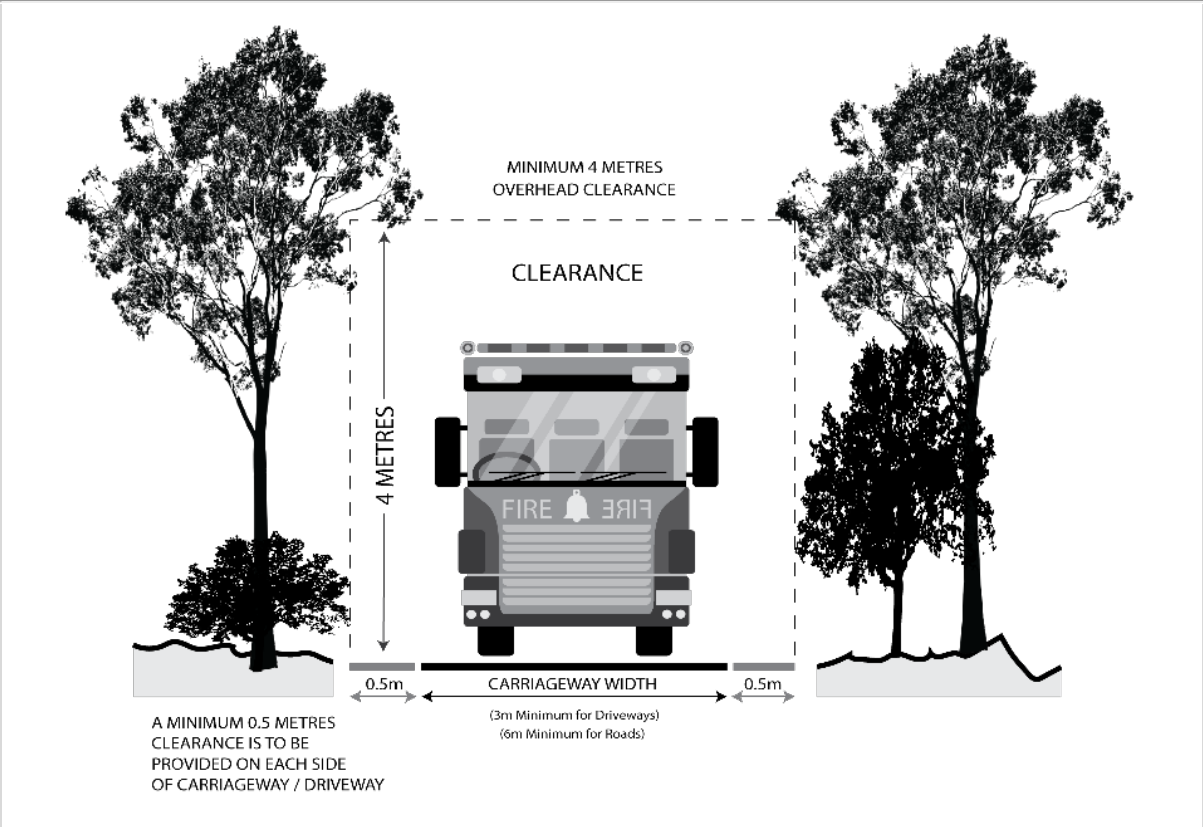 MINIMUM 4 METRES
OVERHEAD CLEARANCE
CLEARANCE
4 METRES
FIRE FIRE
0.5m
CARRIAGEWAY WIDTH
0.5m
(3m Minimum for Driveways)
(6m Minimum for Roads)
A MINIMUM 0.5 METRES
CLEARANCE IS TO BE
PROVIDED ON EACH SIDE
OF CARRIAGEWAY / DRIVEWAY